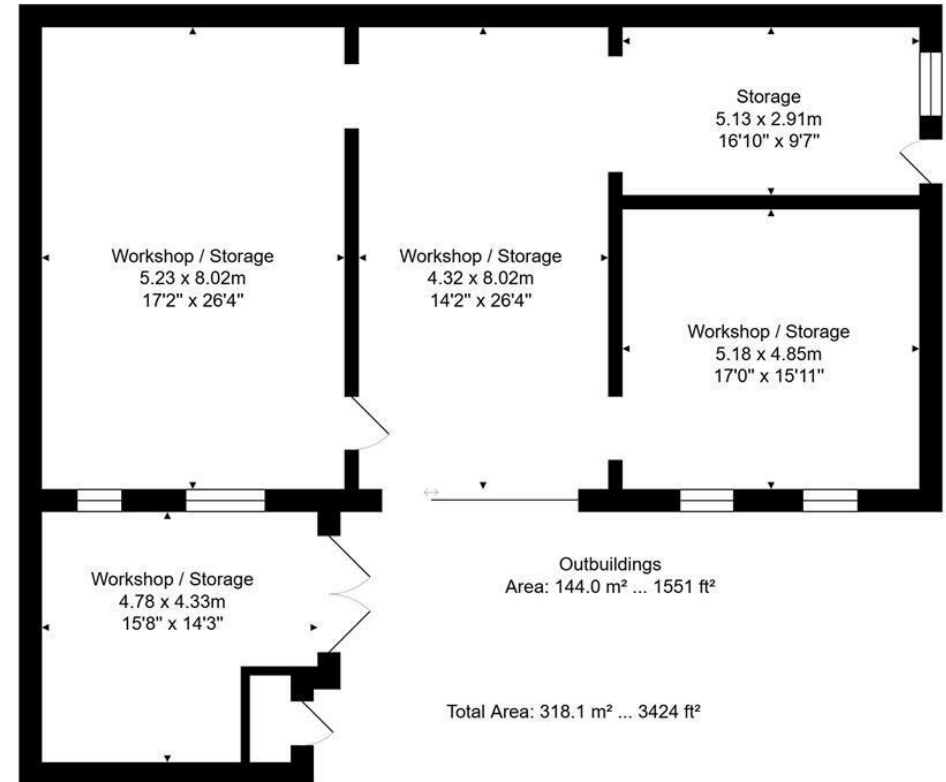 Storage
5.13 x 2.91m
16'10" x 9'7"
Workshop / Storage
5.23 x 8.02m
17'2" x 26'4"
Workshop / Storage
4.32 x 8.02m
14'2" x 26'4"
Workshop / Storage
5.18 x 4.85m
17'0" x 15'11"
Workshop / Storage
4.78 x 4.33m
15'8" x 14'3"
Outbuildings
Area: 144.0 m² ... 1551 ft²
Total Area: 318.1 m² ... 3424 ft²